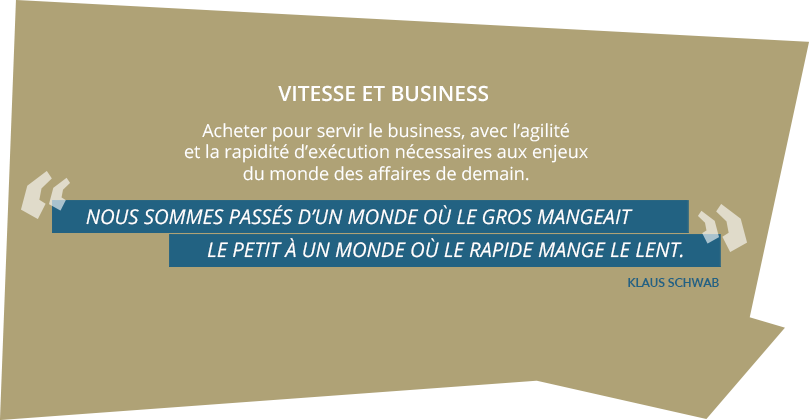 VITESSE ET BUSINESS
Acheter pour servir le business, avec l’agilité
et la rapidité d’exécution nécessaires aux enjeux
du monde des affaires de demain.
“ NOUS SOMMES PASSÉS D’UN MONDE OÙ LE GROS MANGEAIT
LE PETIT À UN MONDE OÙ LE RAPIDE MANGE LE LENT. ”
KLAUS SCHWAB